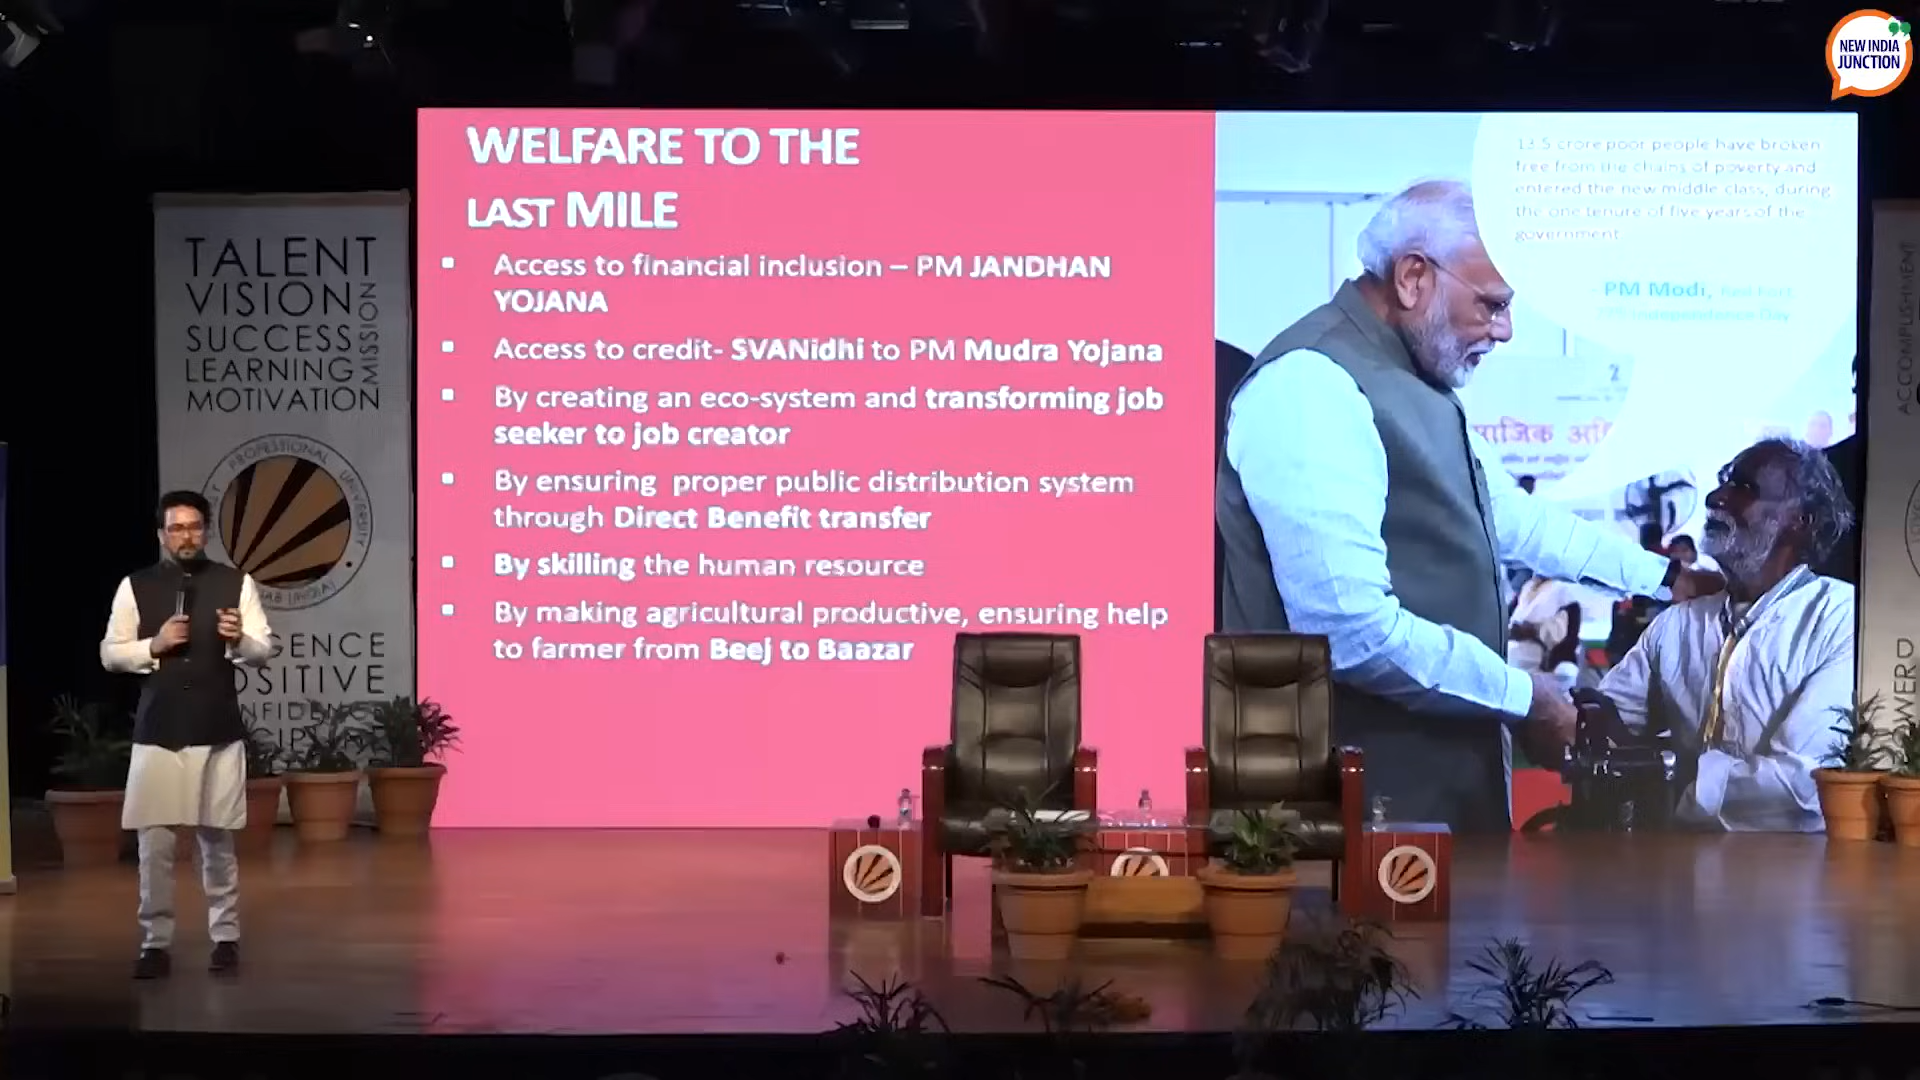 NEW INDIA
JUNCTION
WELFARE TO THE
LAST MILE
▪ Access to financial inclusion – PM JANDHAN
YOJANA
▪ Access to credit- SVANidhi to PM Mudra Yojana
▪ By creating an eco-system and transforming job
seeker to job creator
▪ By ensuring proper public distribution system
through Direct Benefit transfer
▪ By skilling the human resource
▪ By making agricultural productive, ensuring help
to farmer from Beej to Baazar
13.5 crore poor people have broken
free from the chains of poverty and
entered the new middle class, during
the one tenure of five years of the
government
- PM Modi,
Independence Day
2
TALENT
VISION
SUCCESS
LEARNING
MOTIVATION
MISSION
PROFESSIONAL UNIVERSITY
ACCOMPLISHMENT